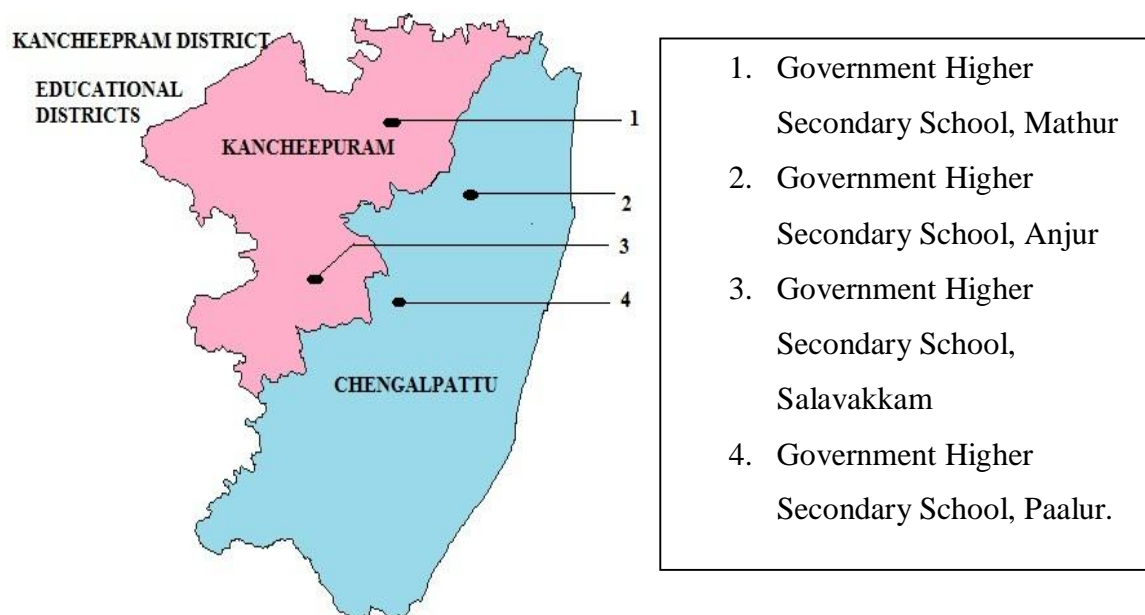 KANCHEEPRAM DISTRICT
EDUCATIONAL
DISTRICTS
KANCHEEPURAM
1
2
3
4
CHENGALPATTU
1. Government Higher
Secondary School, Mathur
2. Government Higher
Secondary School, Anjur
3. Government Higher
Secondary School,
Salavakkam
4. Government Higher
Secondary School, Paalur.